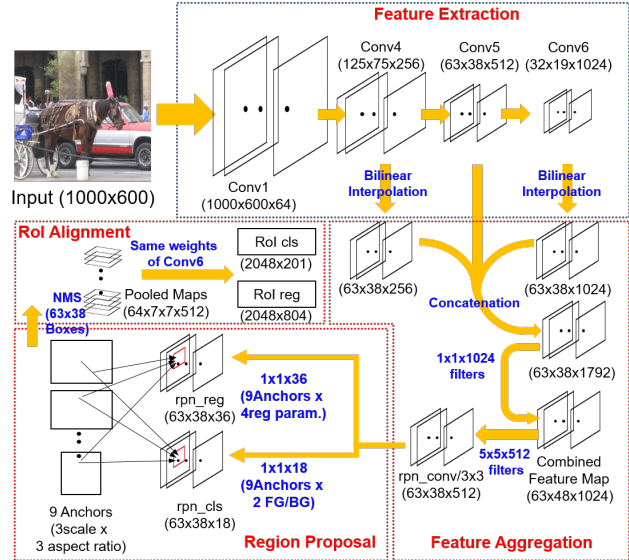 Feature Extraction
Conv4
(125x75x256)
Conv5
(63x38x512)
Conv6
(32x19x1024)
Input (1000x600)
Conv1
(1000x600x64)
Bilinear
Interpolation
Bilinear
Interpolation
RoI Alignment
Same weights
of Conv6
RoI cls
(2048x201)
RoI reg
(2048x804)
NMS
(63x38
Boxes)
Pooled Maps
(64x7x7x512)
(63x38x256)
(63x38x1024)
Concatenation
(63x38x1792)
1x1x1024
filters
rpn_reg
(63x38x36)
1x1x36
(9Anchors x
4reg param.)
rpn_cls
(63x38x18)
1x1x18
(9Anchors x
2 FG/BG)
rpn_conv/3x3
(63x38x512)
5x5x512
filters
Combined
Feature Map
(63x48x1024)
9 Anchors
(3scale x
3 aspect ratio)
Region Proposal
Feature Aggregation